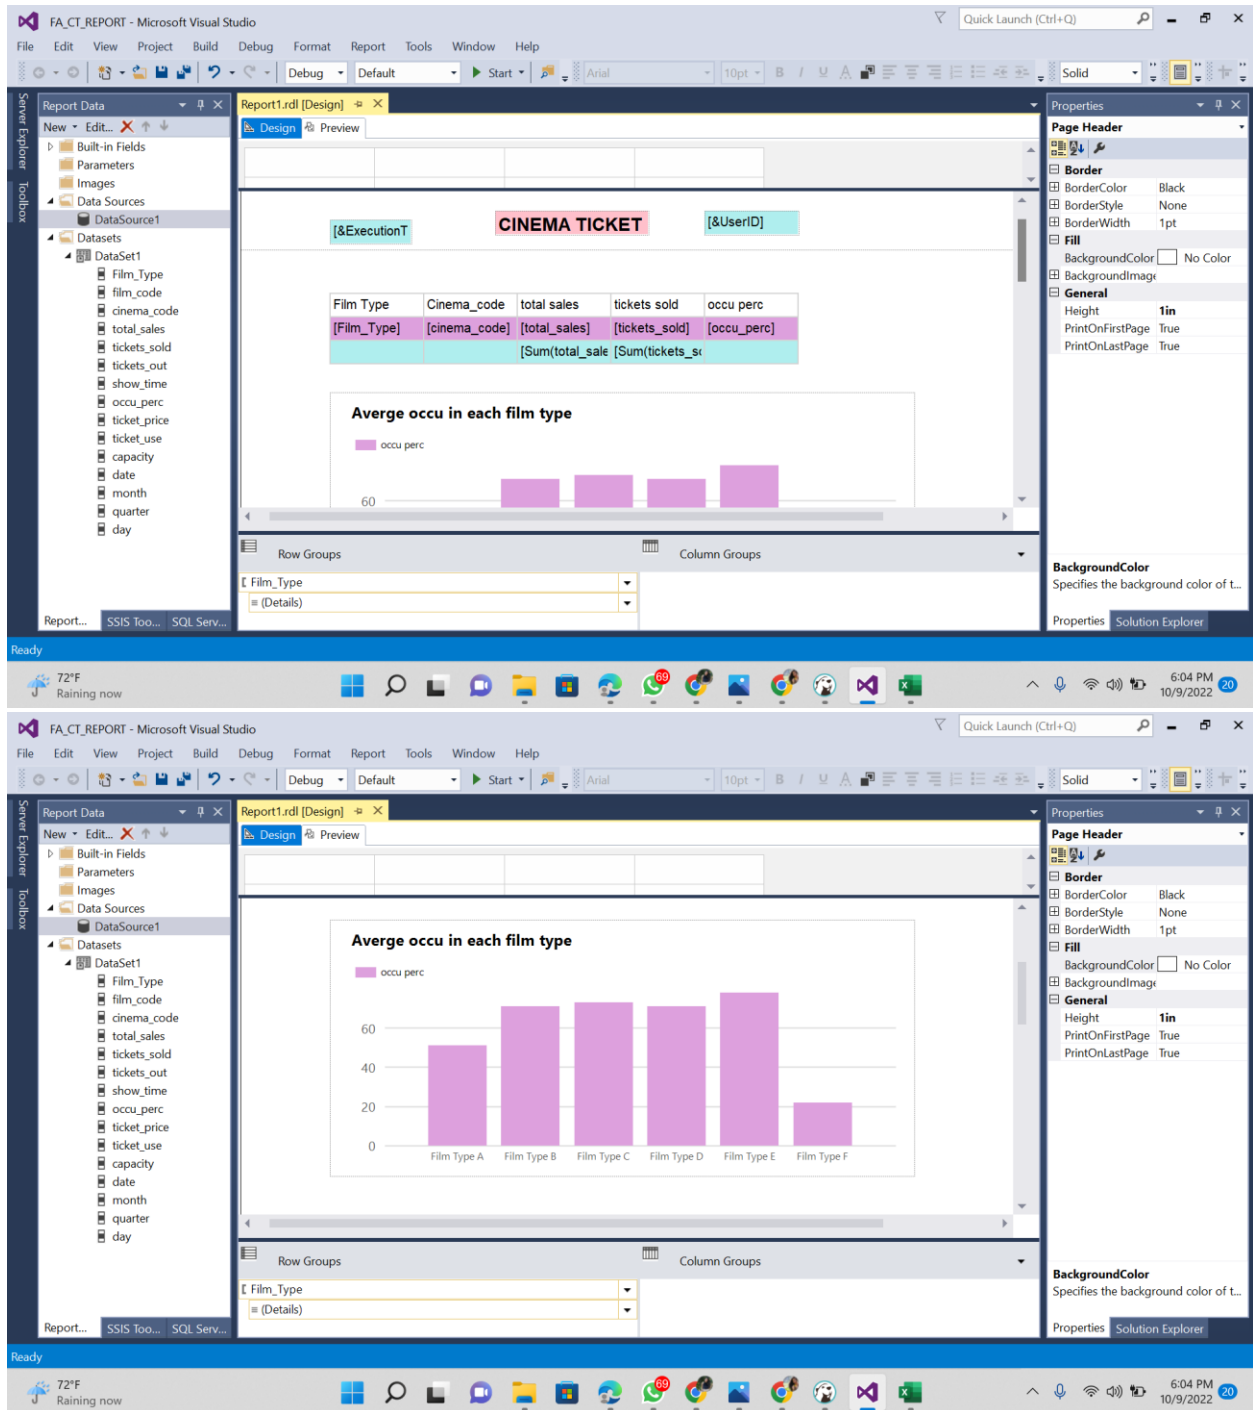 FA_CT_REPORT - Microsoft Visual Studio
Quick Launch (Ctrl+Q)
File Edit View Project Build Debug Format Report Tools Window Help
Debug Default Start Arial 10pt B I U A Solid
Server Explorer
Toolbox
Report Data
New Edit...
Built-in Fields
Parameters
Images
Data Sources
DataSource1
Datasets
DataSet1
Film_Type
film_code
cinema_code
total_sales
tickets_sold
tickets_out
show_time
occu_perc
ticket_price
ticket_use
capacity
date
month
quarter
day
Report... SSIS Too... SQL Serv...
Report1.rdl [Design]
Design Preview
[&ExecutionT CINEMA TICKET [&UserID]
Film Type Cinema_code total sales tickets sold occu perc
[Film_Type] [cinema_code] [total_sales] [tickets_sold] [occu_perc]
[Sum(total_sale [Sum(tickets_so
Averge occu in each film type
occu perc
60
Row Groups Column Groups
Film_Type
(Details)
Properties
Page Header
Border
BorderColor Black
BorderStyle None
BorderWidth 1pt
Fill
BackgroundColor No Color
BackgroundImage
General
Height 1in
PrintOnFirstPage True
PrintOnLastPage True
BackgroundColor
Specifies the background color of t...
Properties Solution Explorer
Ready
72°F
Raining now
69
6:04 PM
10/9/2022
20
FA_CT_REPORT - Microsoft Visual Studio
Quick Launch (Ctrl+Q)
File Edit View Project Build Debug Format Report Tools Window Help
Debug Default Start Arial 10pt B I U A Solid
Server Explorer
Toolbox
Report Data
New Edit...
Built-in Fields
Parameters
Images
Data Sources
DataSource1
Datasets
DataSet1
Film_Type
film_code
cinema_code
total_sales
tickets_sold
tickets_out
show_time
occu_perc
ticket_price
ticket_use
capacity
date
month
quarter
day
Report... SSIS Too... SQL Serv...
Report1.rdl [Design]
Design Preview
Averge occu in each film type
occu perc
60
40
20
0
Film Type A Film Type B Film Type C Film Type D Film Type E Film Type F
Row Groups Column Groups
Film_Type
(Details)
Properties
Page Header
Border
BorderColor Black
BorderStyle None
BorderWidth 1pt
Fill
BackgroundColor No Color
BackgroundImage
General
Height 1in
PrintOnFirstPage True
PrintOnLastPage True
BackgroundColor
Specifies the background color of t...
Properties Solution Explorer
Ready
72°F
Raining now
69
6:04 PM
10/9/2022
20